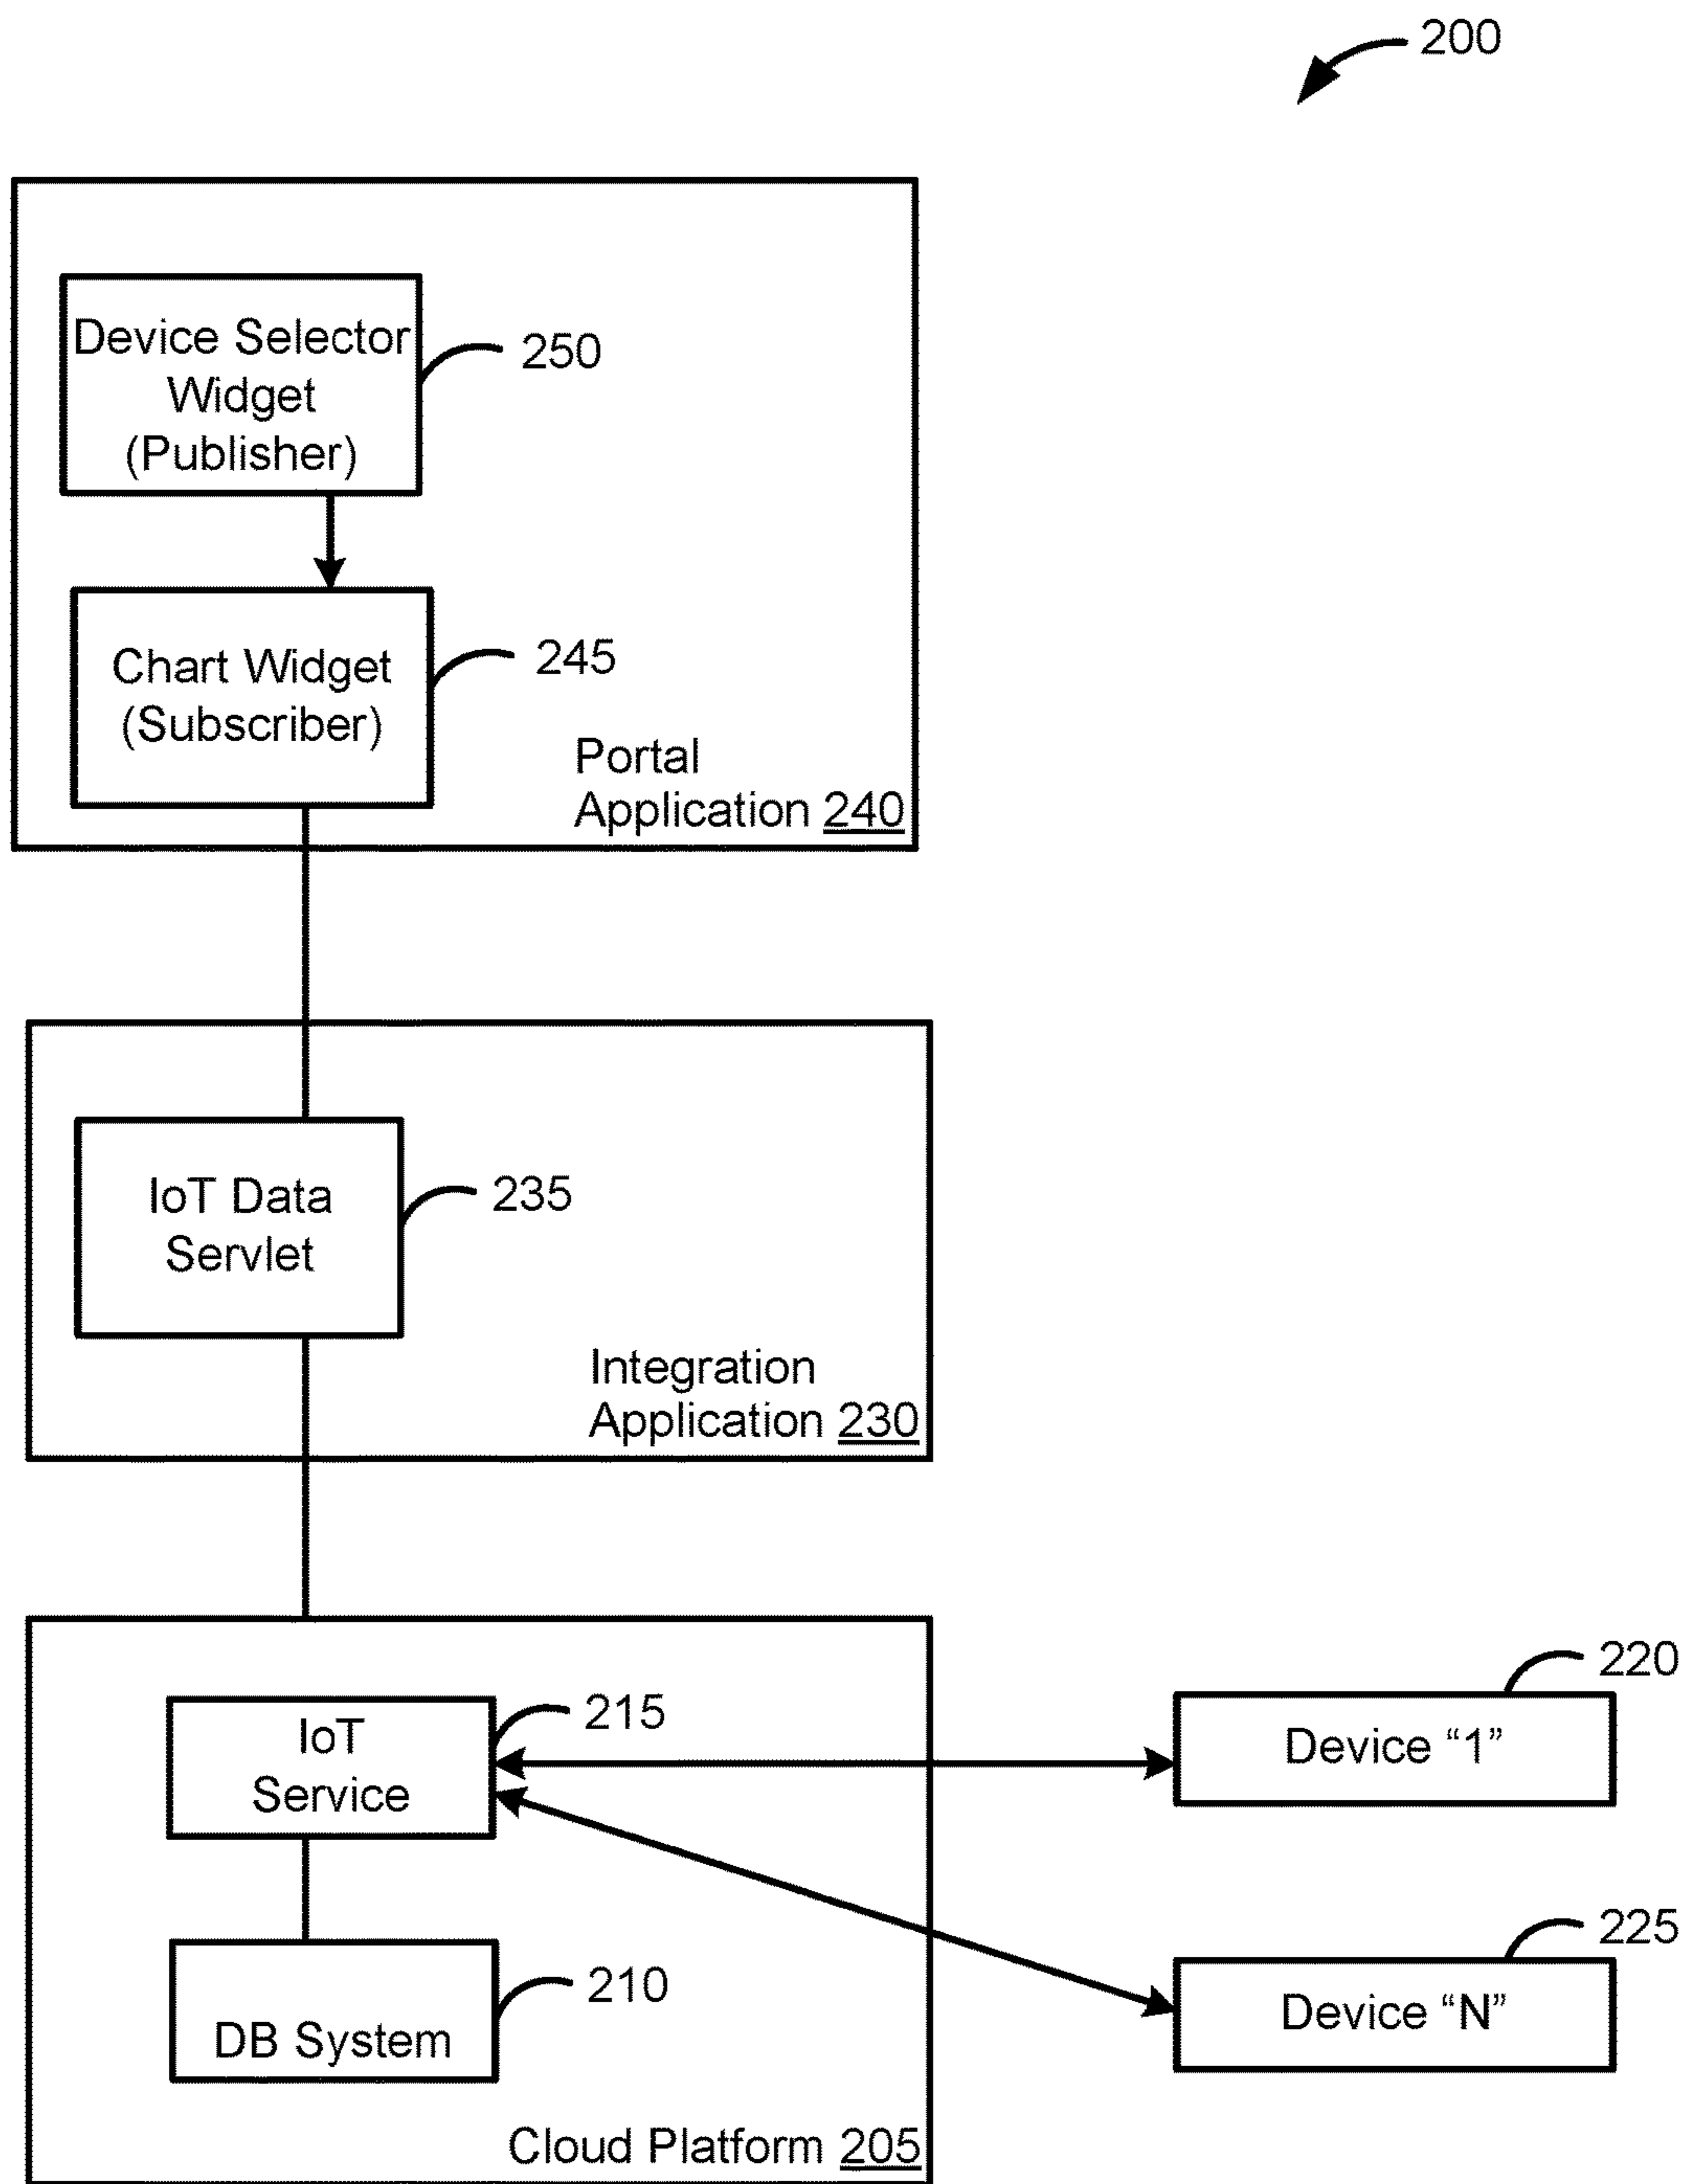 200
Device Selector
Widget
(Publisher)
250
Chart Widget
(Subscriber)
245
Portal
Application 240
IoT Data
Servlet
235
Integration
Application 230
IoT
Service
215
220
Device “1”
DB System
210
225
Device “N”
Cloud Platform 205